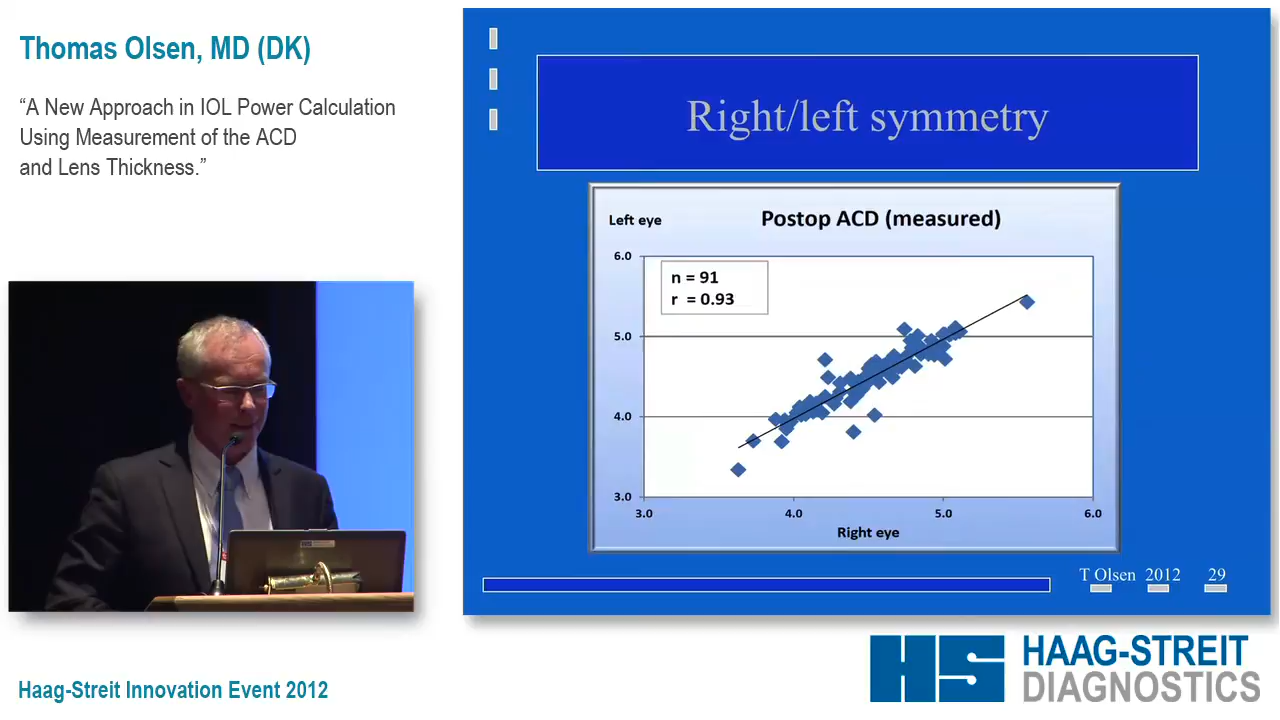 Thomas Olsen, MD (DK)
“A New Approach in IOL Power Calculation
Using Measurement of the ACD
and Lens Thickness.”
Right/left symmetry
Left eye
Postop ACD (measured)
6.0
n = 91
r = 0.93
5.0
4.0
3.0
3.0 4.0 5.0 6.0
Right eye
T Olsen 2012 29
HS
HAAG-STREIT
DIAGNOSTICS
Haag-Streit Innovation Event 2012